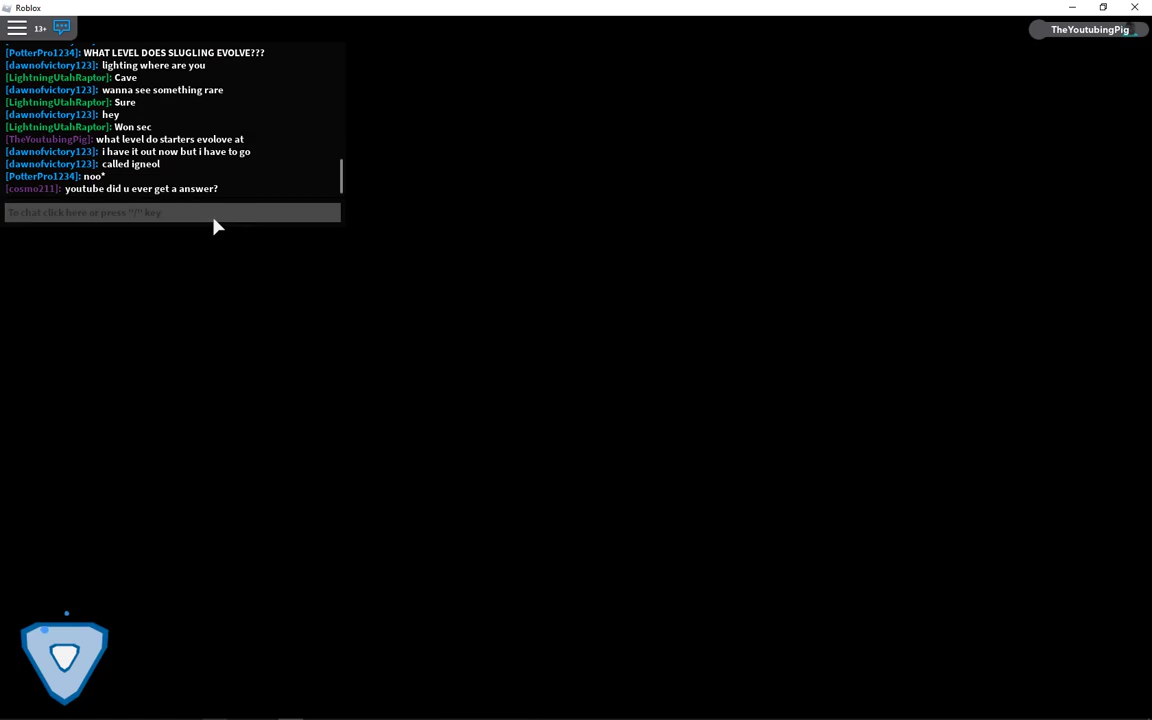 Roblox
13+
TheYoutubingPig
[PotterPro1234]: WHAT LEVEL DOES SLUGLING EVOLVE???
[dawnofvictory123]: lighting where are you
[LightningUtahRaptor]: Cave
[dawnofvictory123]: wanna see something rare
[LightningUtahRaptor]: Sure
[dawnofvictory123]: hey
[LightningUtahRaptor]: Won sec
[TheYoutubingPig]: what level do starters evolove at
[dawnofvictory123]: i have it out now but i have to go
[dawnofvictory123]: called igneol
[PotterPro1234]: noo*
[cosmo211]: youtube did u ever get a answer?
To chat click here or press "/" key